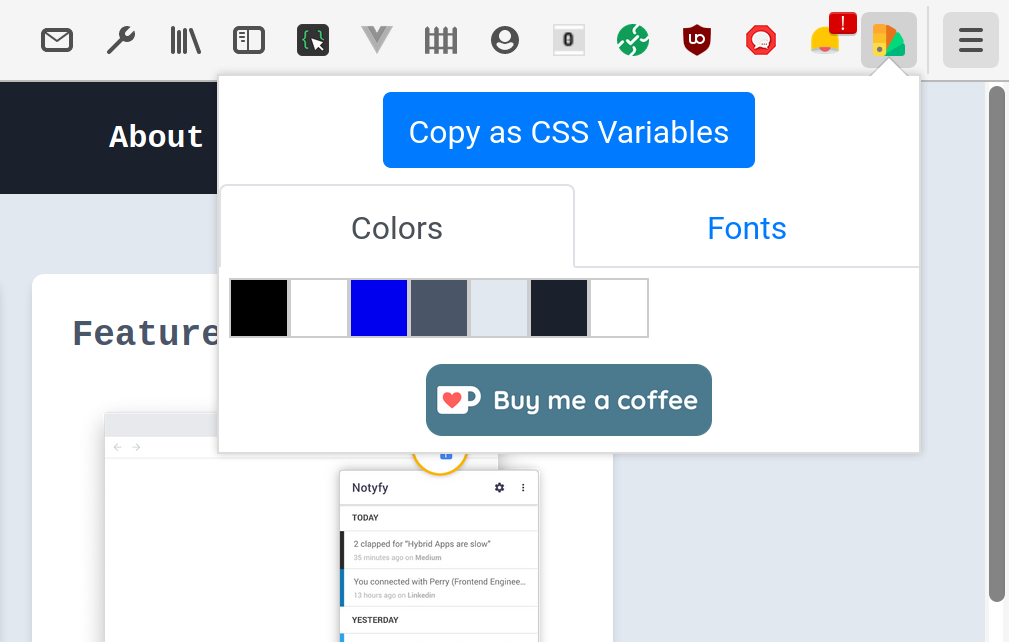 !
0
uo
About
Copy as CSS Variables
Colors
Fonts
Feature
Buy me a coffee
Notyfy
TODAY
2 clapped for "Hybrid Apps are slow"
35 minutes ago on Medium
You connected with Perry (Frontend Enginee...
13 hours ago on Linkedin
YESTERDAY